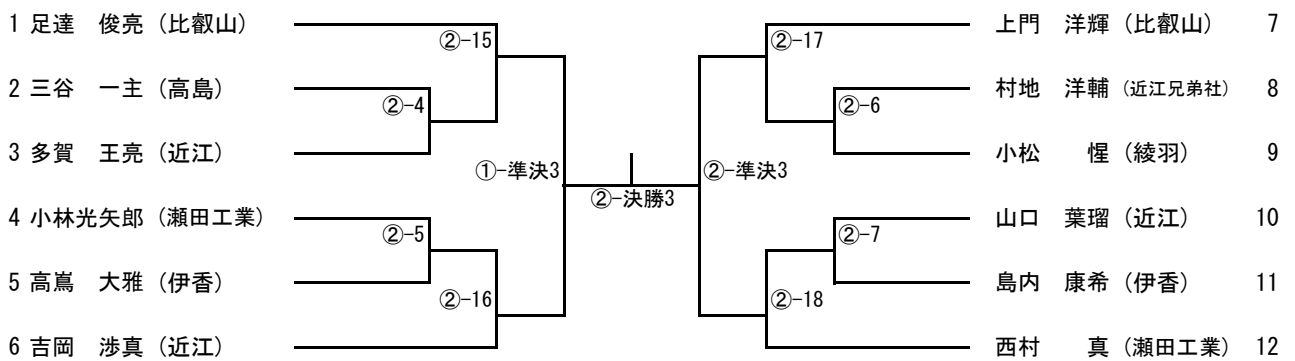 1 足達　俊亮（比叡山）
②-15
2 三谷　一主（高島）
②-4
3 多賀　王亮（近江）
①-準決3
4 小林光矢郎（瀬田工業）
②-5
5 高嶌　大雅（伊香）
②-16
6 吉岡　渉真（近江）
②-決勝3
上門　洋輝（比叡山）　7
②-17
村地　洋輔（近江兄弟社）　8
②-6
小松　　惺（綾羽）　9
②-準決3
山口　葉瑠（近江）　10
②-7
島内　康希（伊香）　11
②-18
西村　　真（瀬田工業）　12